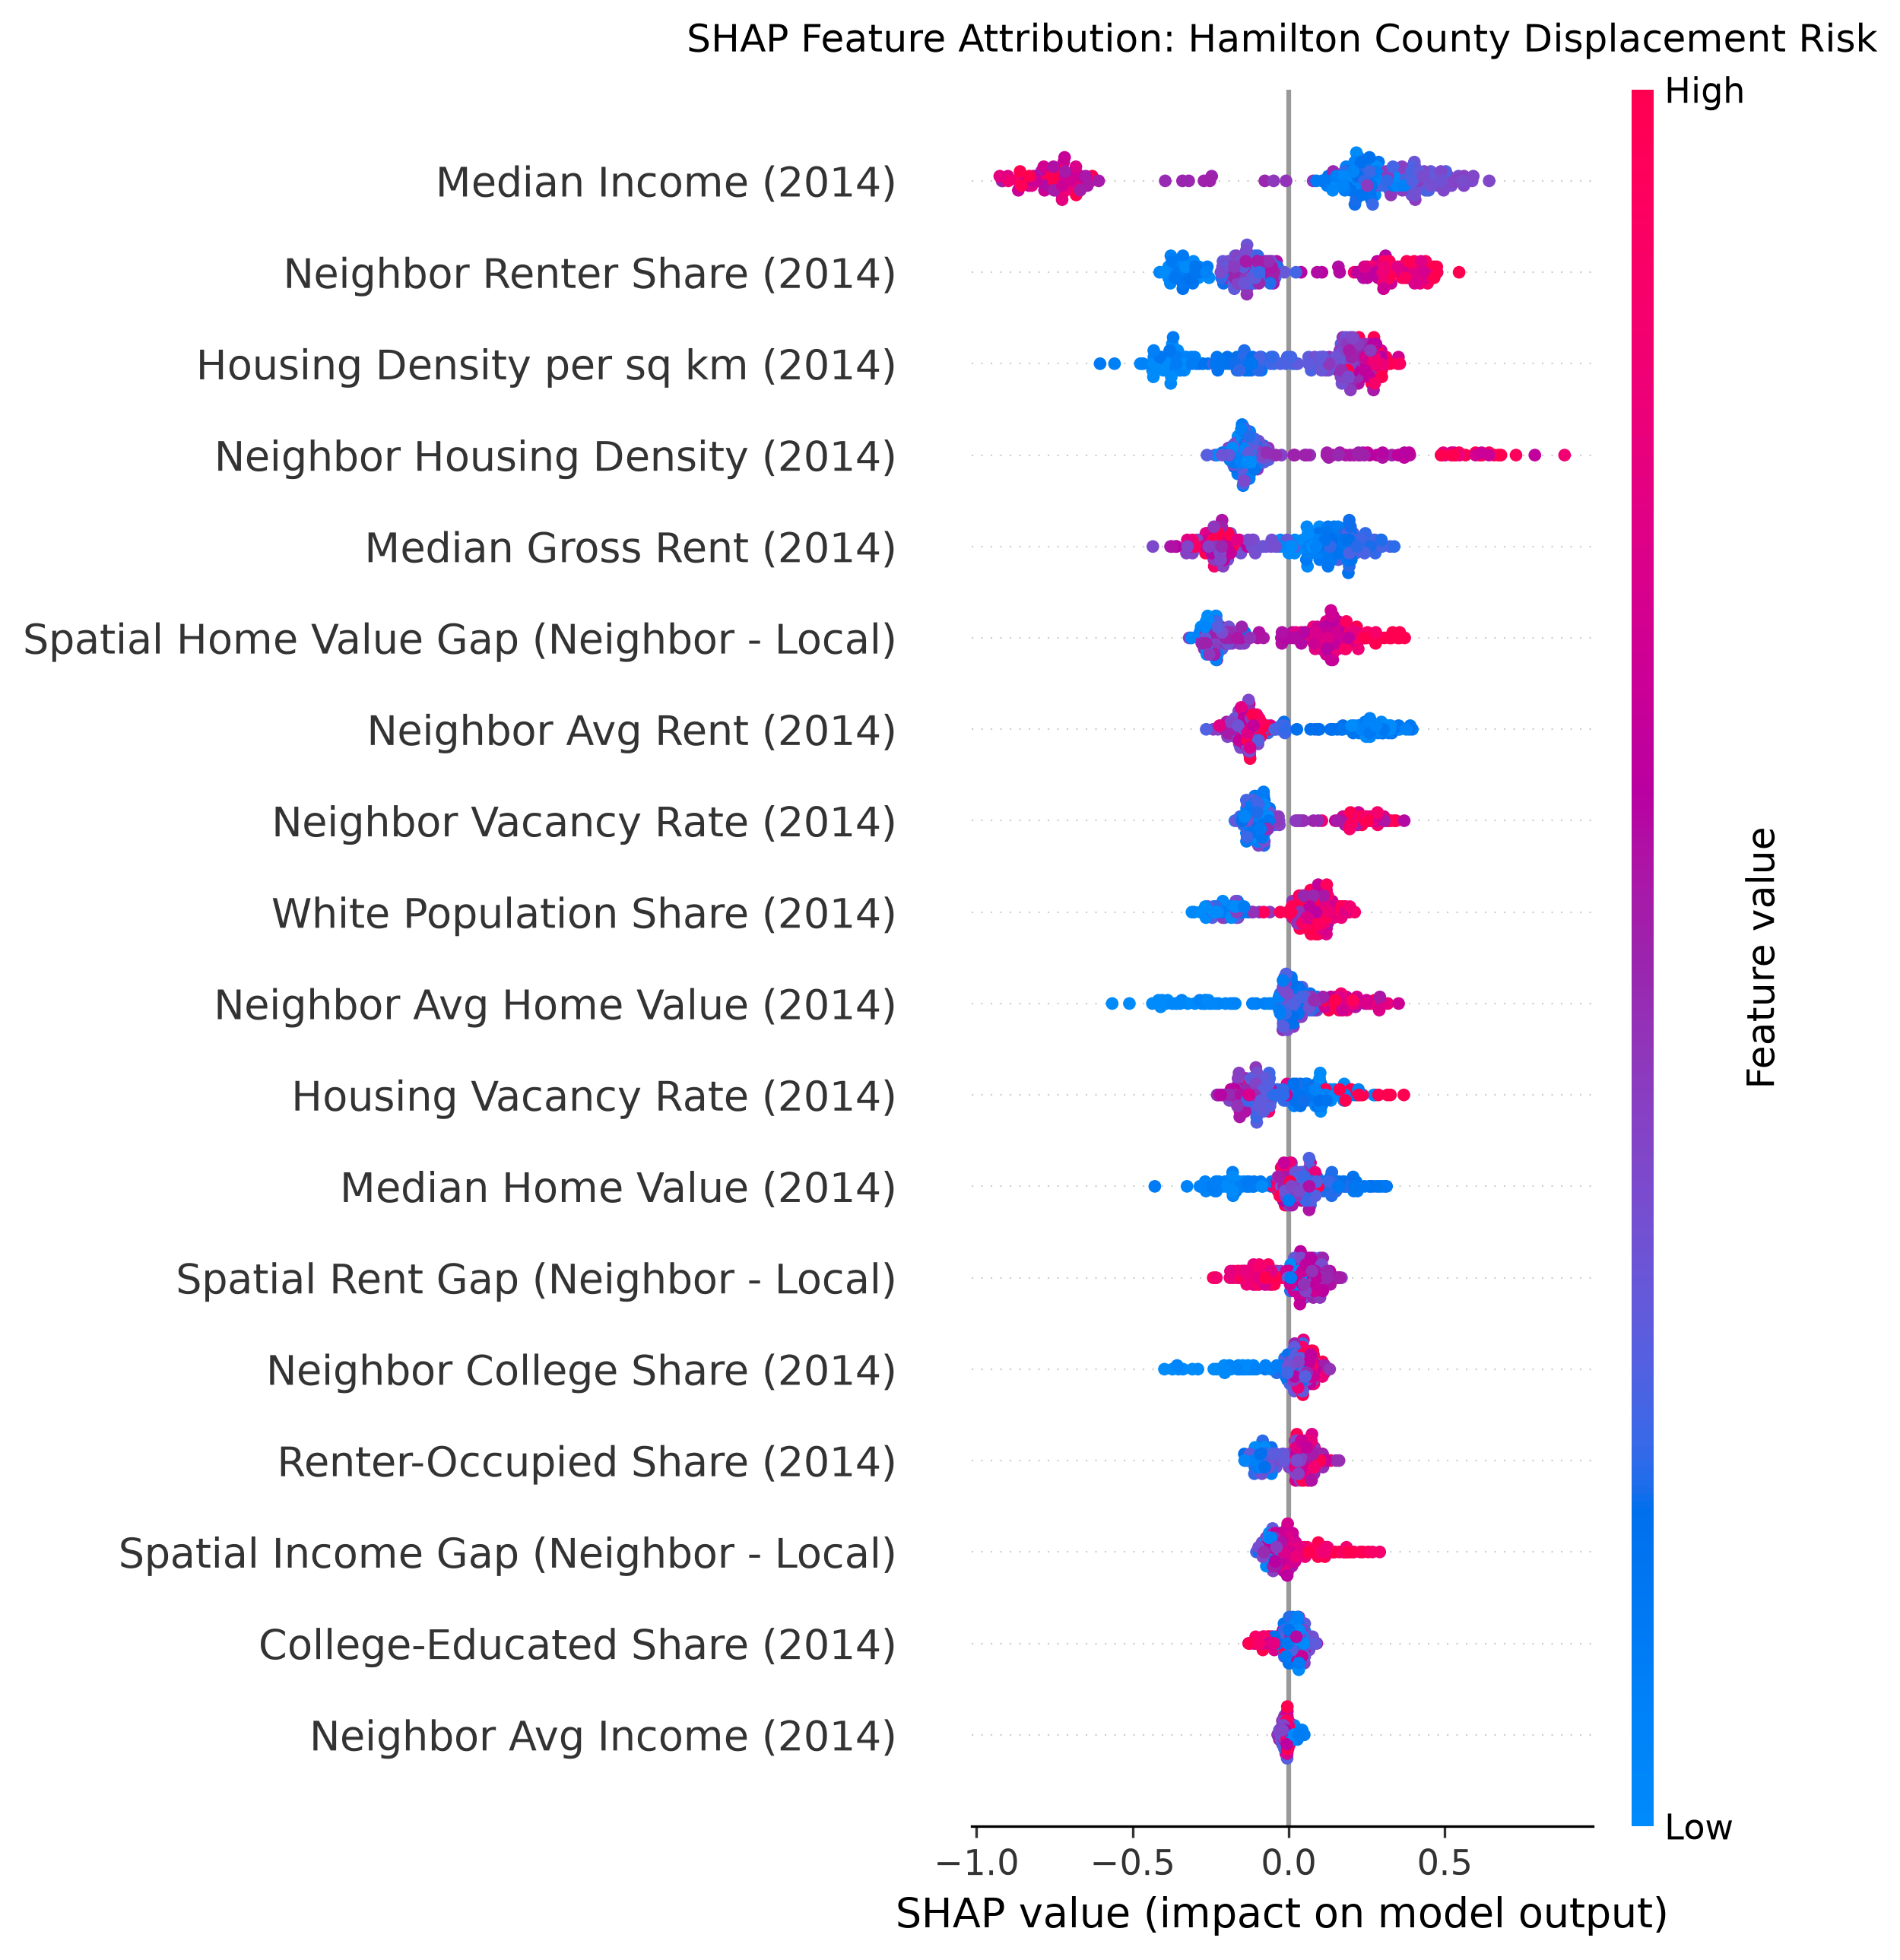 SHAP Feature Attribution: Hamilton County Displacement Risk
High
Median Income (2014)
Neighbor Renter Share (2014)
Housing Density per sq km (2014)
Neighbor Housing Density (2014)
Median Gross Rent (2014)
Spatial Home Value Gap (Neighbor - Local)
Neighbor Avg Rent (2014)
Neighbor Vacancy Rate (2014)
White Population Share (2014)
Neighbor Avg Home Value (2014)
Housing Vacancy Rate (2014)
Median Home Value (2014)
Spatial Rent Gap (Neighbor - Local)
Neighbor College Share (2014)
Renter-Occupied Share (2014)
Spatial Income Gap (Neighbor - Local)
College-Educated Share (2014)
Neighbor Avg Income (2014)
Feature value
Low
−1.0 −0.5 0.0 0.5
SHAP value (impact on model output)